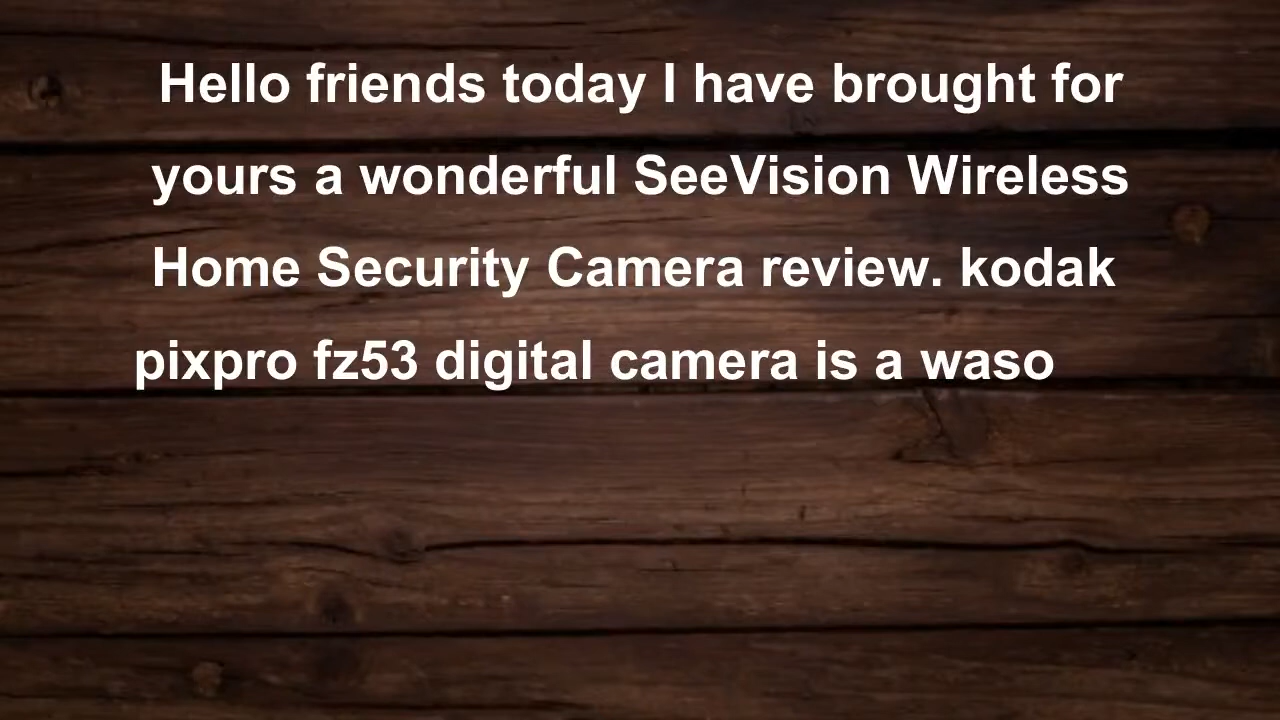 Hello friends today I have brought for
yours a wonderful SeeVision Wireless
Home Security Camera review. kodak
pixpro fz53 digital camera is a waso